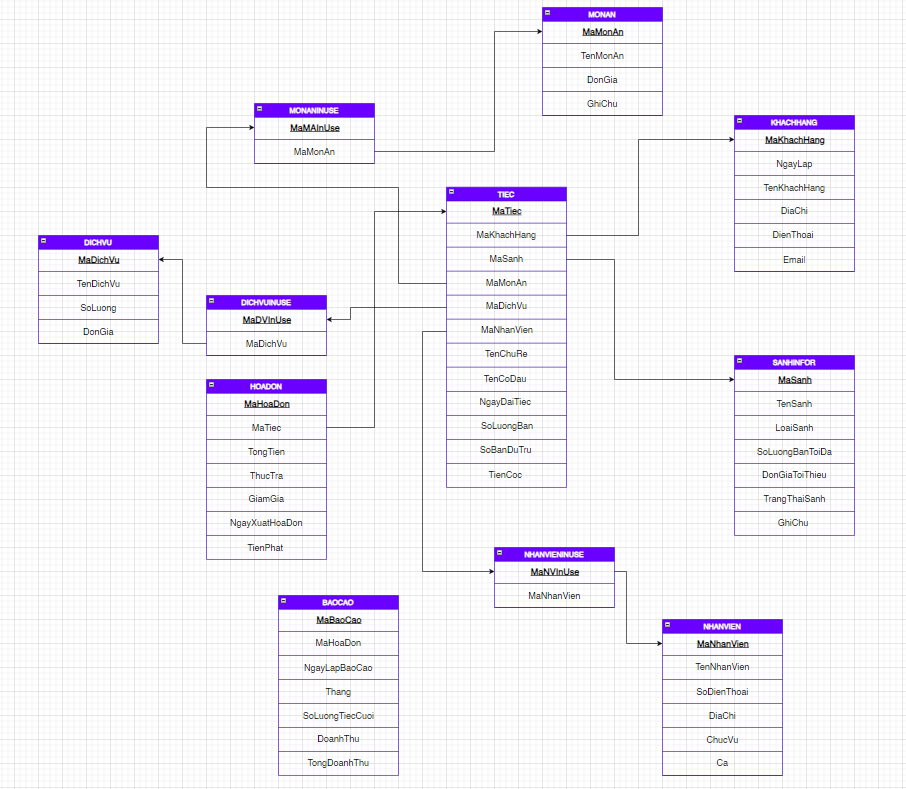 MONAN
MaMonAn
TenMonAn
DonGia
GhiChu
MONANINUSE
MaMAInUse
MaMonAn
KHACHHANG
MaKhachHang
NgayLap
TenKhachHang
DiaChi
DienThoai
Email
TIEC
MaTiec
MaKhachHang
MaSanh
MaMonAn
MaDichVu
MaNhanVien
TenChuRe
TenCoDau
NgayDaiTiec
SoLuongBan
SoBanDuTru
TienCoc
DICHVU
MaDichVu
TenDichVu
SoLuong
DonGia
DICHVUINUSE
MaDVInUse
MaDichVu
HOADON
MaHoaDon
MaTiec
TongTien
ThucTra
GiamGia
NgayXuatHoaDon
TienPhat
SANHINFOR
MaSanh
TenSanh
LoaiSanh
SoLuongBanToiDa
DonGiaToiThieu
TrangThaiSanh
GhiChu
NHANVIENINUSE
MaNVInUse
MaNhanVien
BAOCAO
MaBaoCao
MaHoaDon
NgayLapBaoCao
Thang
SoLuongTiecCuoi
DoanhThu
TongDoanhThu
NHANVIEN
MaNhanVien
TenNhanVien
SoDienThoai
DiaChi
ChucVu
Ca